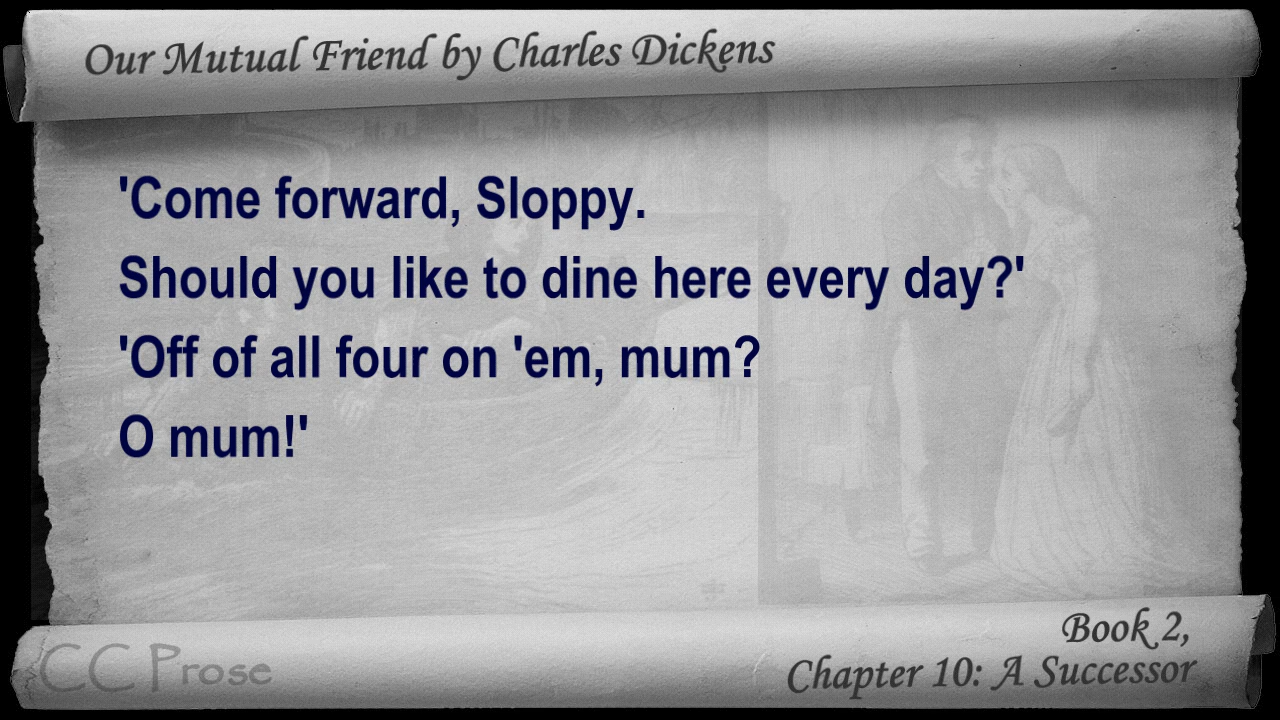 Our Mutual Friend by Charles Dickens
'Come forward, Sloppy.
Should you like to dine here every day?'
'Off of all four on 'em, mum?
O mum!'
Book 2,
Chapter 10: A Successor
CC Prose